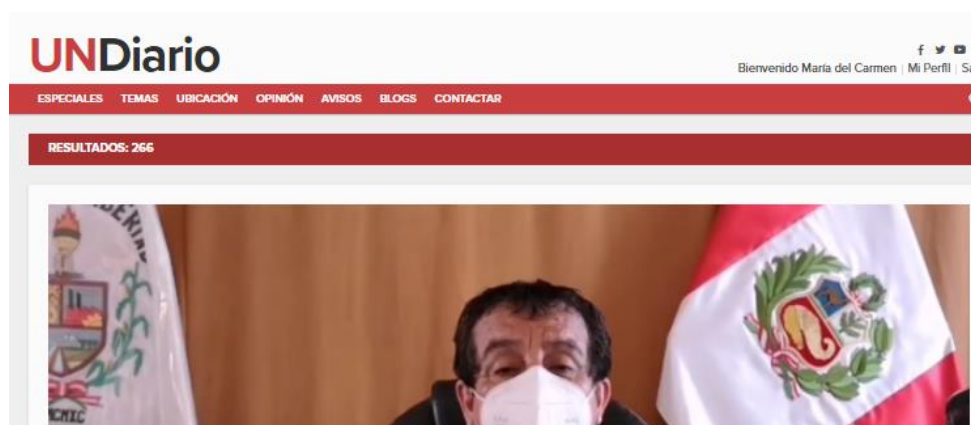 UNDiario
Bienvenido María del Carmen | Mi Perfil |
ESPECIALES TEMAS UBICACIÓN OPINIÓN AVISOS BLOGS CONTACTAR
RESULTADOS: 266